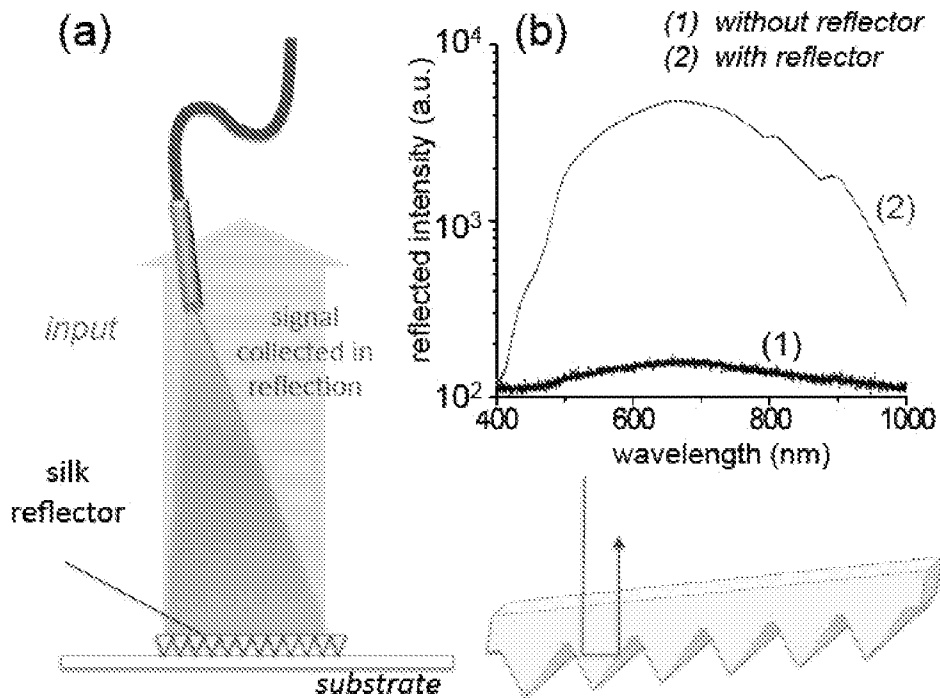 (a)
input
signal
collected in
reflection
silk
reflector
substrate
(b)
(1) without reflector
(2) with reflector
reflected intensity (a.u.)
10⁴
10³
10²
(2)
(1)
400
600
800
1000
wavelength (nm)